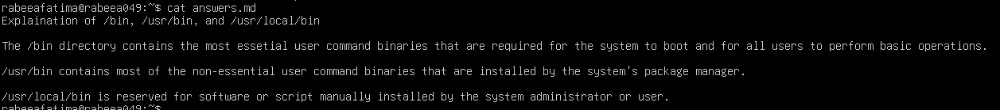 rabeeafatima@rabeea049:~$ cat answers.md
Explaination of /bin, /usr/bin, and /usr/local/bin
The /bin directory contains the most essetial user command binaries that are required for the system to boot and for all users to perform basic operations.
/usr/bin contains most of the non-essential user command binaries that are installed by the system's package manager.
/usr/local/bin is reserved for software or script manually installed by the system administrator or user.
rabeeafatima@rabeea049:~$